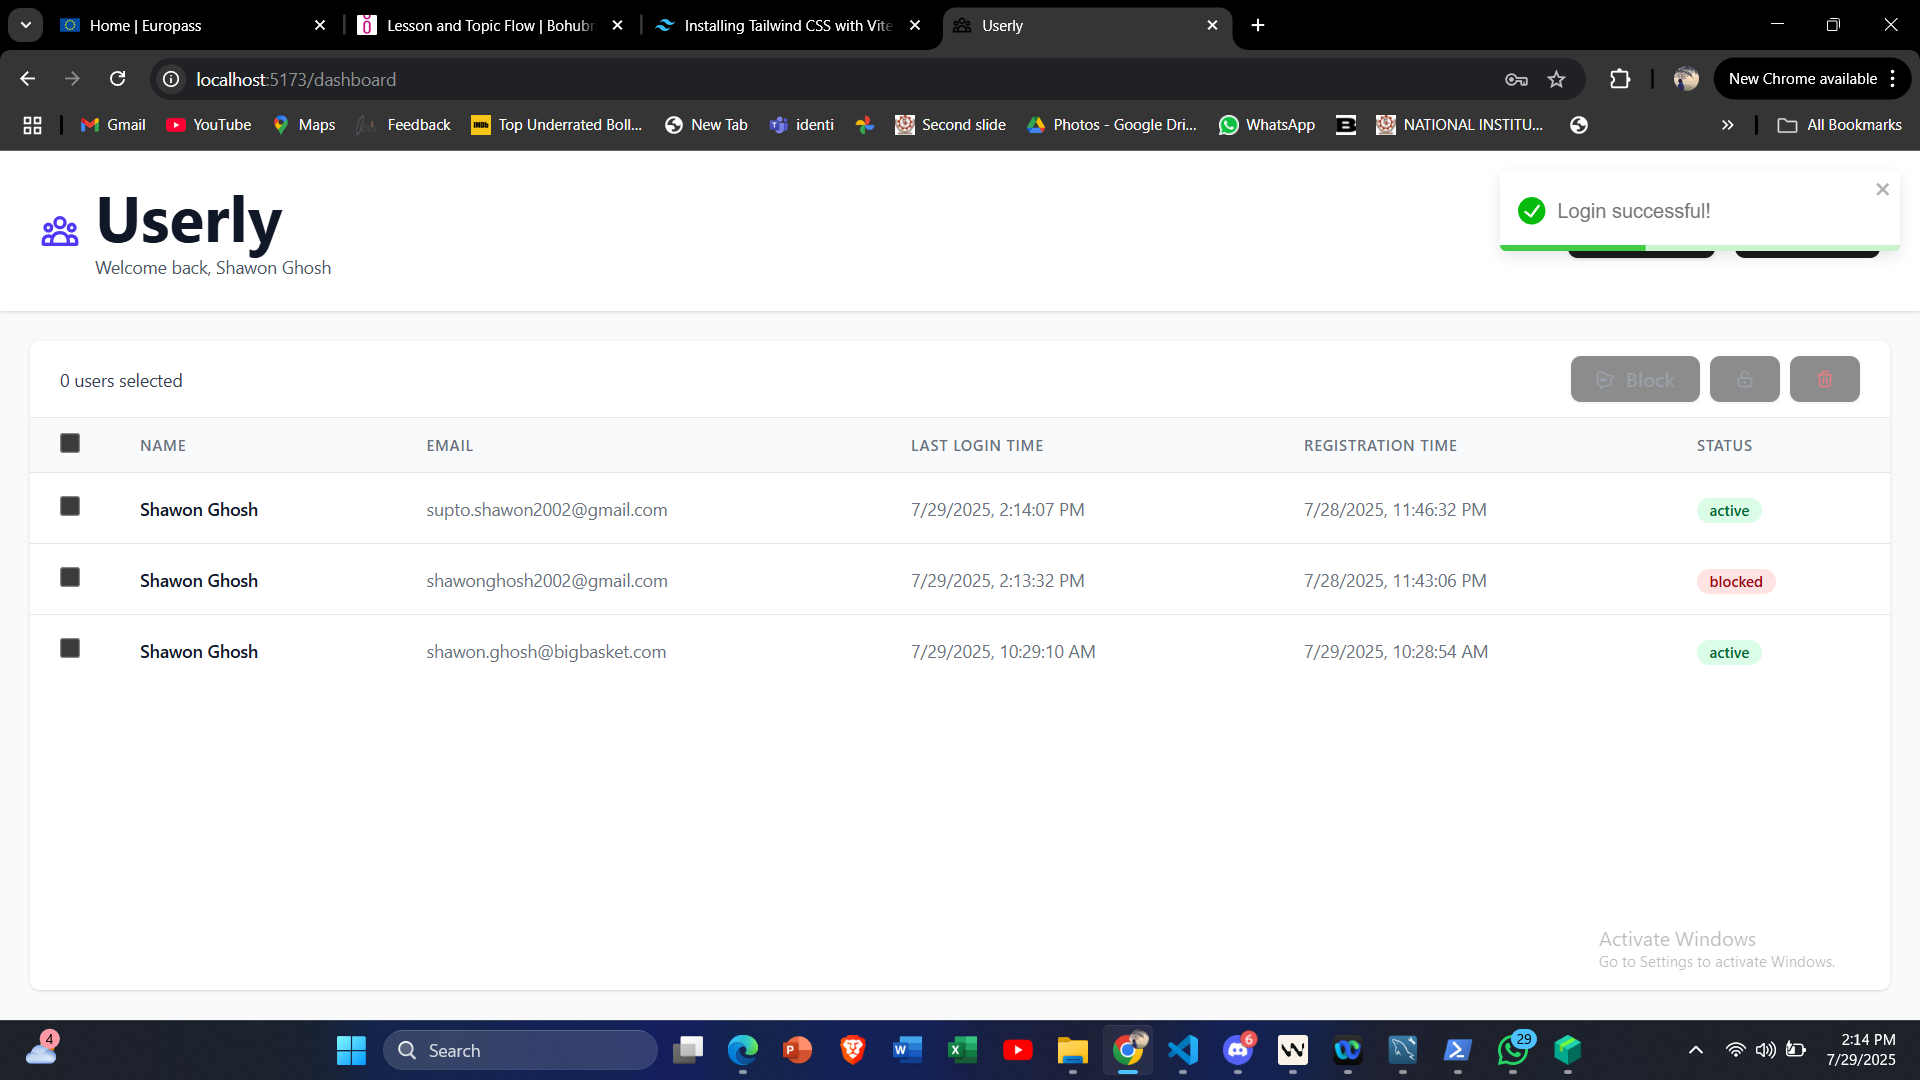 Home | Europass
Lesson and Topic Flow | Bohubr
Installing Tailwind CSS with Vite
Userly
localhost:5173/dashboard
New Chrome available
Gmail
YouTube
Maps
Feedback
IMDb
Top Underrated Boll...
New Tab
identi
Second slide
Photos - Google Dri...
WhatsApp
B
NATIONAL INSTITU...
All Bookmarks
Userly
Welcome back, Shawon Ghosh
Login successful!
0 users selected
Block
NAME EMAIL LAST LOGIN TIME REGISTRATION TIME STATUS
Shawon Ghosh supto.shawon2002@gmail.com 7/29/2025, 2:14:07 PM 7/28/2025, 11:46:32 PM active
Shawon Ghosh shawonghosh2002@gmail.com 7/29/2025, 2:13:32 PM 7/28/2025, 11:43:06 PM blocked
Shawon Ghosh shawon.ghosh@bigbasket.com 7/29/2025, 10:29:10 AM 7/29/2025, 10:28:54 AM active
Activate Windows
Go to Settings to activate Windows.
4
Search
6
29
2:14 PM
7/29/2025